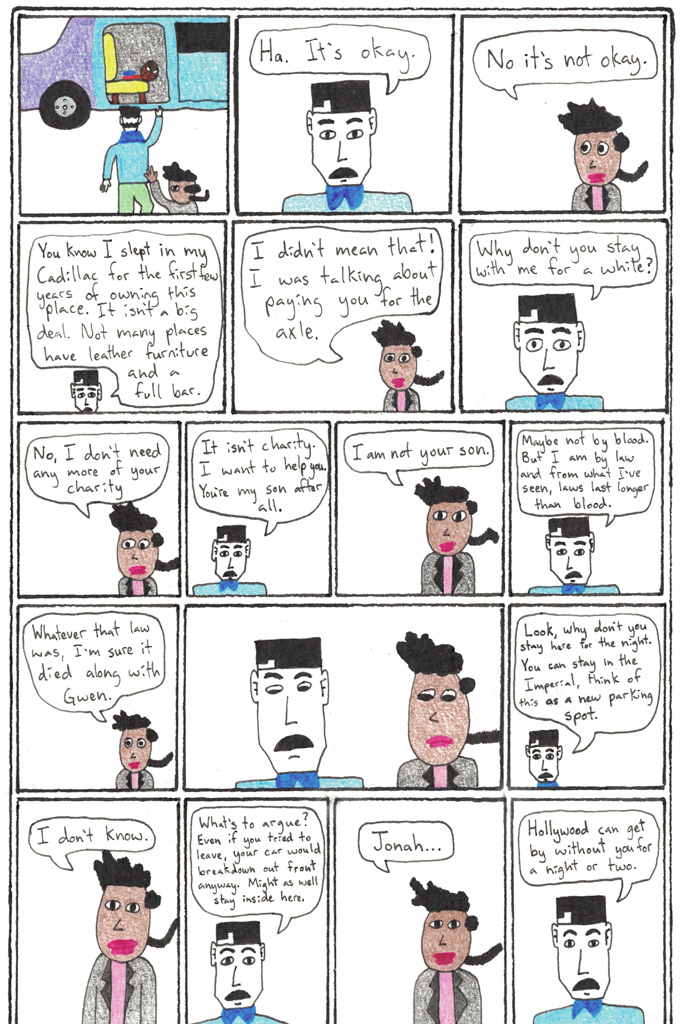 Ha. It's okay.
No it's not okay.
You know I slept in my
Cadillac for the first few
years of owning this
place. It isn't a big
deal. Not many places
have leather furniture
and a
full bar.
I didn't mean that!
I was talking about
paying you for the
axle.
Why don't you stay
with me for a while?
No, I don't need
any more of your
charity
It isn't charity.
I want to help you.
You're my son after
all.
I am not your son.
Maybe not by blood.
But I am by law
and from what I've
seen, laws last longer
than blood.
Whatever that law
was, I'm sure it
died along with
Gwen.
Look, why don't you
stay here for the night.
You can stay in the
Imperial, think of
this as a new parking
spot.
I don't know.
What's to argue?
Even if you tried to
leave, your car would
breakdown out front
anyway. Might as well
stay inside here.
Jonah...
Hollywood can get
by without you for
a night or two.